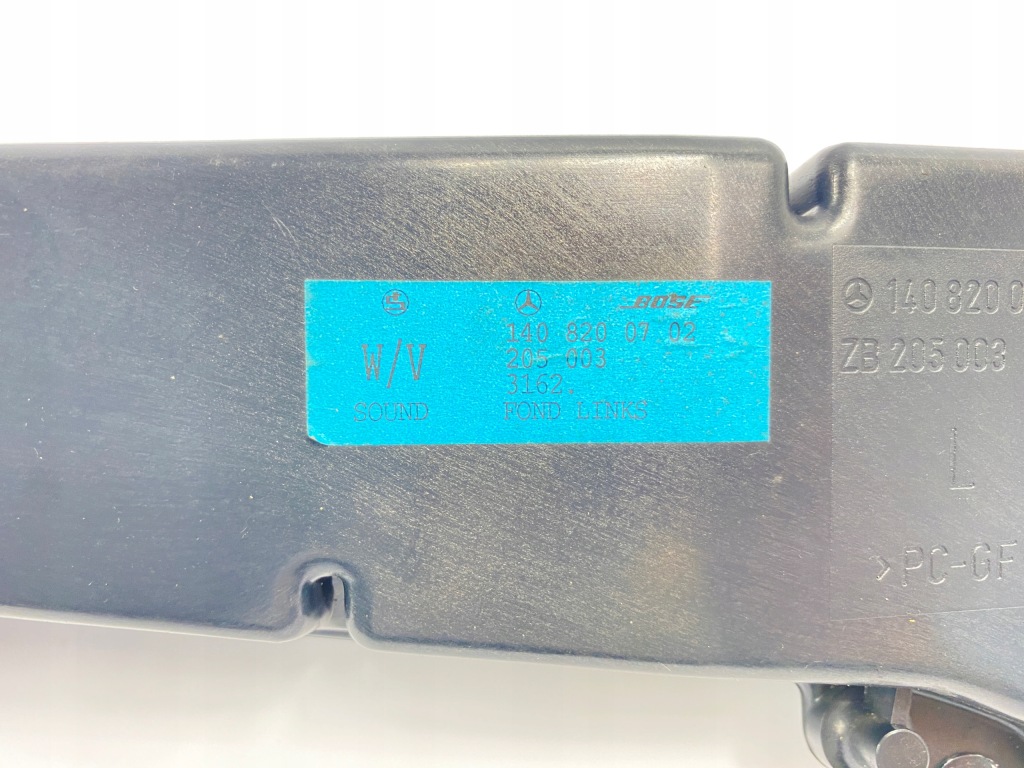 BOSE
140 820 07 02
W/V
205 003
3162.
SOUND FOND LINKS
140 820 0
ZB 205 003
L
>PC-GF